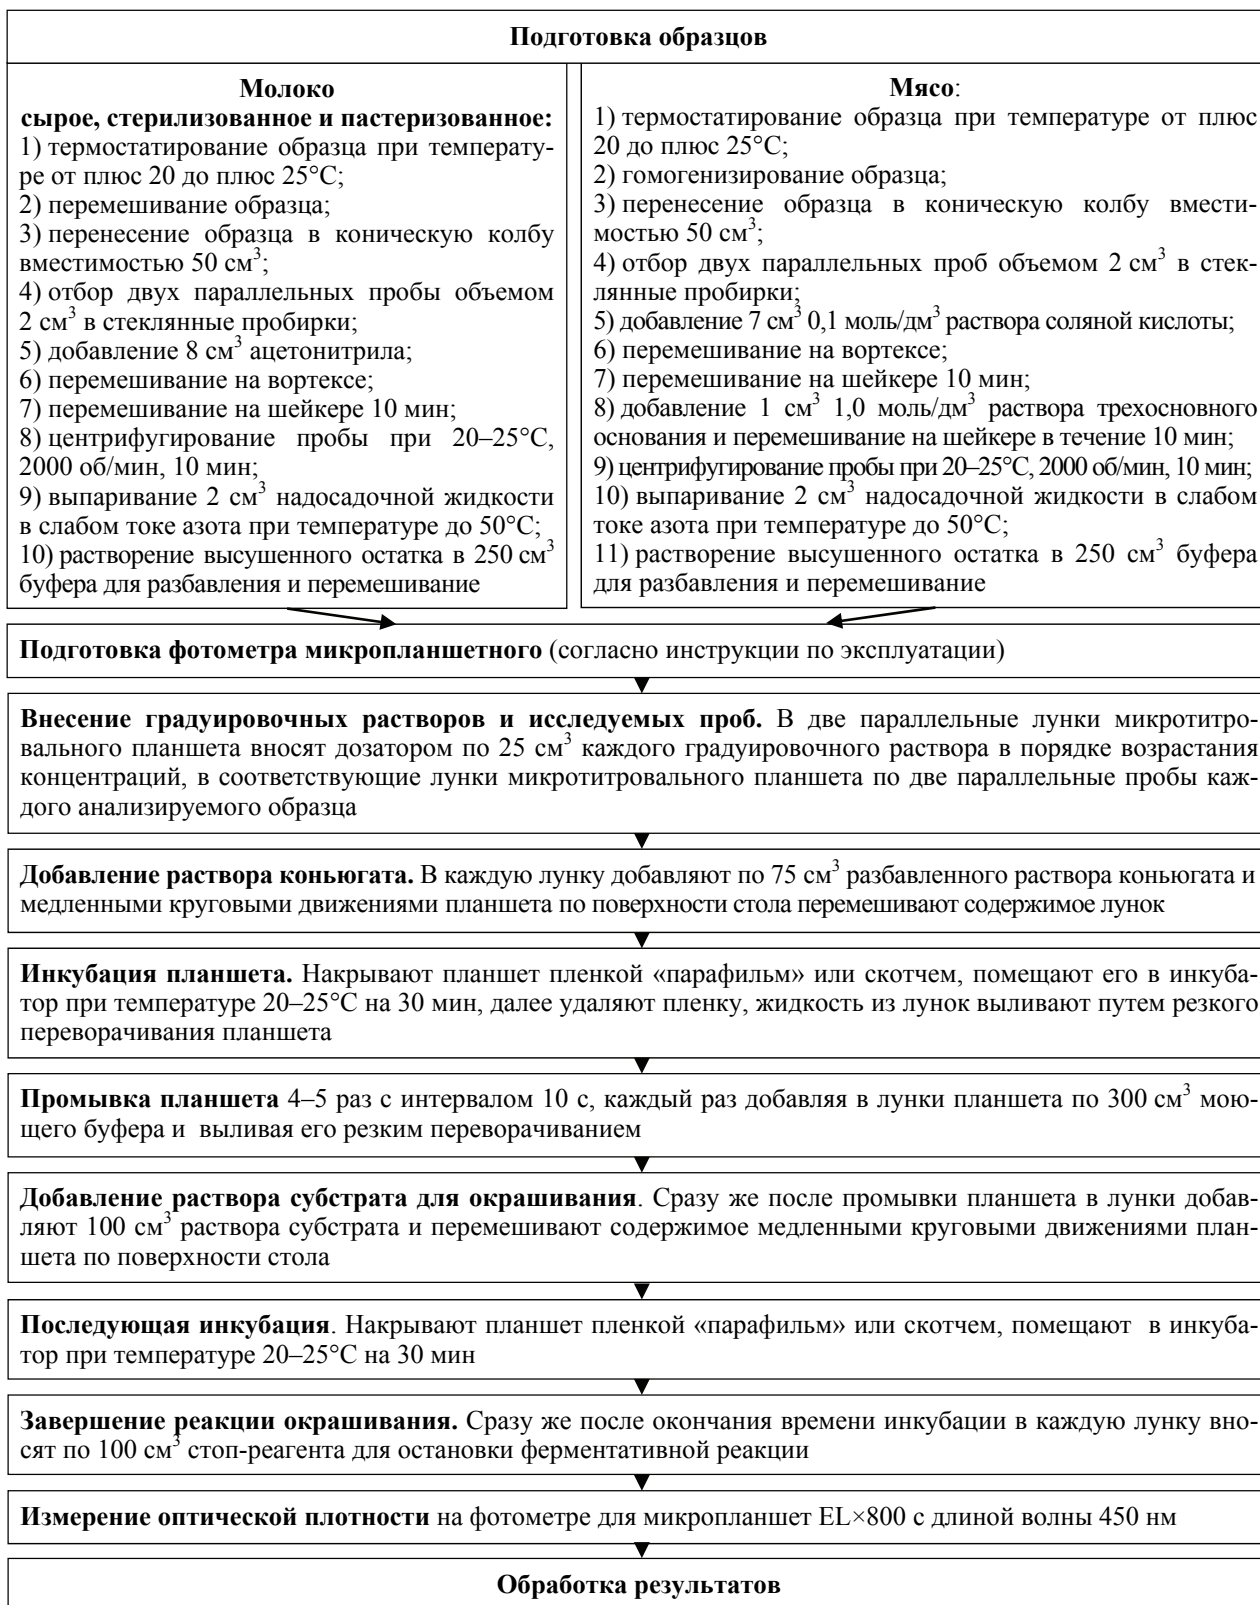 Подготовка образцов
Молоко
сырое, стерилизованное и пастеризованное:
1) термостатирование образца при температу-
ре от плюс 20 до плюс 25°С;
2) перемешивание образца;
3) перенесение образца в коническую колбу
вместимостью 50 см³;
4) отбор двух параллельных пробы объемом
2 см³ в стеклянные пробирки;
5) добавление 8 см³ ацетонитрила;
6) перемешивание на вортексе;
7) перемешивание на шейкере 10 мин;
8) центрифугирование пробы при 20–25°С,
2000 об/мин, 10 мин;
9) выпаривание 2 см³ надосадочной жидкости
в слабом токе азота при температуре до 50°С;
10) растворение высушенного остатка в 250 см³
буфера для разбавления и перемешивание
Мясо:
1) термостатирование образца при температуре от плюс
20 до плюс 25°С;
2) гомогенизирование образца;
3) перенесение образца в коническую колбу вмести-
мостью 50 см³;
4) отбор двух параллельных проб объемом 2 см³ в стек-
лянные пробирки;
5) добавление 7 см³ 0,1 моль/дм³ раствора соляной кислоты;
6) перемешивание на вортексе;
7) перемешивание на шейкере 10 мин;
8) добавление 1 см³ 1,0 моль/дм³ раствора трехосновного
основания и перемешивание на шейкере в течение 10 мин;
9) центрифугирование пробы при 20–25°С, 2000 об/мин, 10 мин;
10) выпаривание 2 см³ надосадочной жидкости в слабом
токе азота при температуре до 50°С;
11) растворение высушенного остатка в 250 см³ буфера
для разбавления и перемешивание
Подготовка фотометра микропланшетного (согласно инструкции по эксплуатации)
Внесение градуировочных растворов и исследуемых проб. В две параллельные лунки микротитро-
вального планшета вносят дозатором по 25 см³ каждого градуировочного раствора в порядке возрастания
концентраций, в соответствующие лунки микротитровального планшета по две параллельные пробы каж-
дого анализируемого образца
Добавление раствора коньюгата. В каждую лунку добавляют по 75 см³ разбавленного раствора коньюгата и
медленными круговыми движениями планшета по поверхности стола перемешивают содержимое лунок
Инкубация планшета. Накрывают планшет пленкой «парафильм» или скотчем, помещают его в инкуба-
тор при температуре 20–25°С на 30 мин, далее удаляют пленку, жидкость из лунок выливают путем резкого
переворачивания планшета
Промывка планшета 4–5 раз с интервалом 10 с, каждый раз добавляя в лунки планшета по 300 см³ мою-
щего буфера и выливая его резким переворачиванием
Добавление раствора субстрата для окрашивания. Сразу же после промывки планшета в лунки добав-
ляют 100 см³ раствора субстрата и перемешивают содержимое медленными круговыми движениями план-
шета по поверхности стола
Последующая инкубация. Накрывают планшет пленкой «парафильм» или скотчем, помещают в инкуба-
тор при температуре 20–25°С на 30 мин
Завершение реакции окрашивания. Сразу же после окончания времени инкубации в каждую лунку вно-
сят по 100 см³ стоп-реагента для остановки ферментативной реакции
Измерение оптической плотности на фотометре для микропланшет EL×800 с длиной волны 450 нм
Обработка результатов